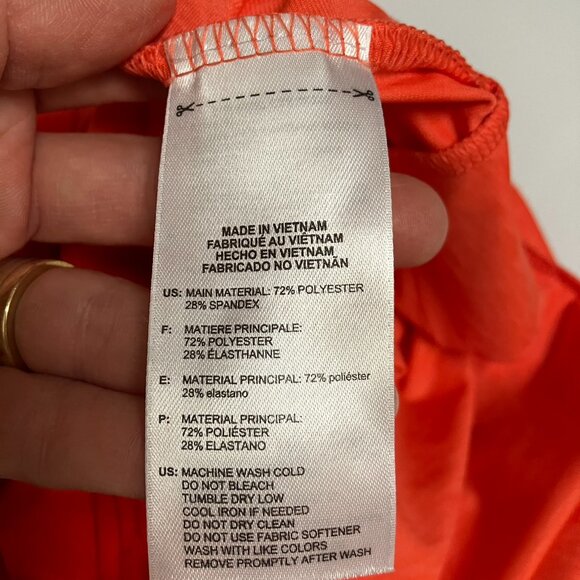 MADE IN VIETNAM
FABRIQUÉ AU VIÊTNAM
HECHO EN VIETNAM
FABRICADO NO VIETNÃN
US: MAIN MATERIAL: 72% POLYESTER
28% SPANDEX
F: MATIERE PRINCIPALE:
72% POLYESTER
28% ÉLASTHANNE
E: MATERIAL PRINCIPAL: 72% poliéster
28% elastano
P: MATERIAL PRINCIPAL:
72% POLIÉSTER
28% ELASTANO
US: MACHINE WASH COLD
DO NOT BLEACH
TUMBLE DRY LOW
COOL IRON IF NEEDED
DO NOT DRY CLEAN
DO NOT USE FABRIC SOFTENER
WASH WITH LIKE COLORS
REMOVE PROMPTLY AFTER WASH